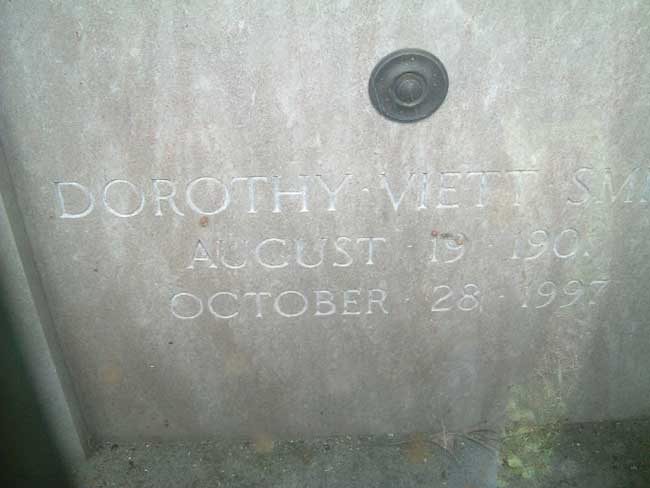 DOROTHY · VIETT
AUGUST · 19 ·
OCTOBER · 28 · 1997